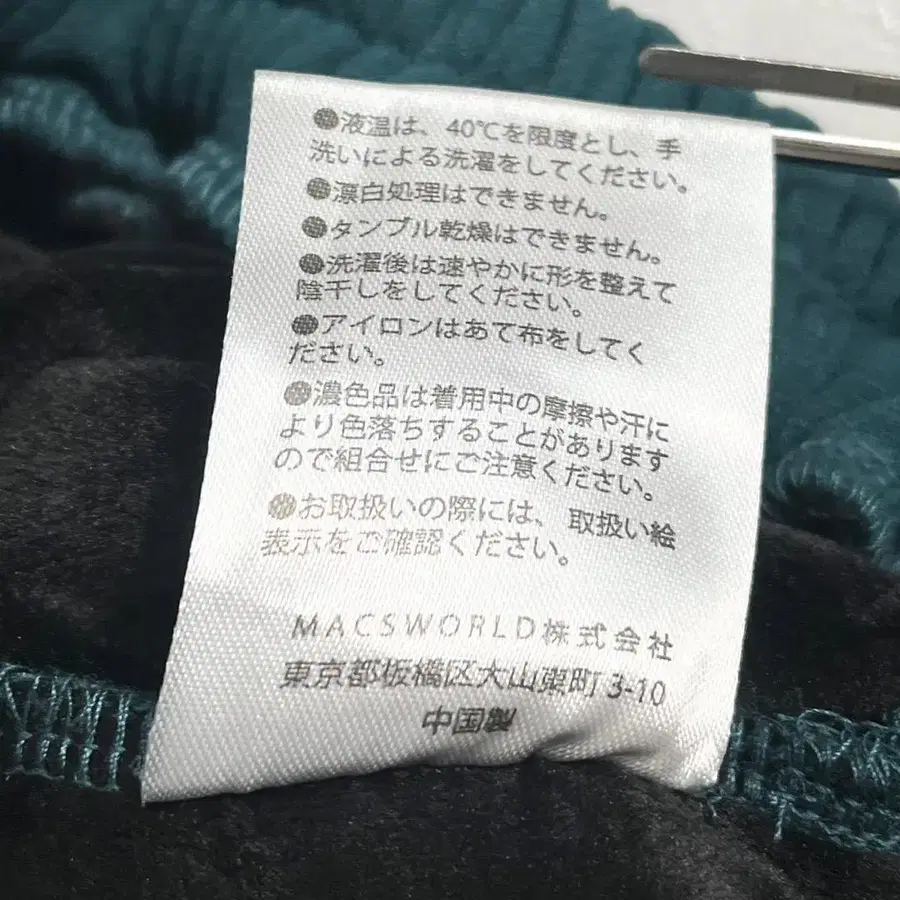 ●液温は、40℃を限度とし、手
洗いによる洗濯をしてください。
●漂白処理はできません。
●タンブル乾燥はできません。
●洗濯後は速やかに形を整えて
陰干しをしてください。
●アイロンはあて布をしてく
ださい。
●濃色品は着用中の摩擦や汗に
より色落ちすることがあります
ので組合せにご注意ください。
●お取扱いの際には、取扱い絵
表示をご確認ください。
MACSWORLD株式会社
東京都板橋区大山東町 3-10
中国製